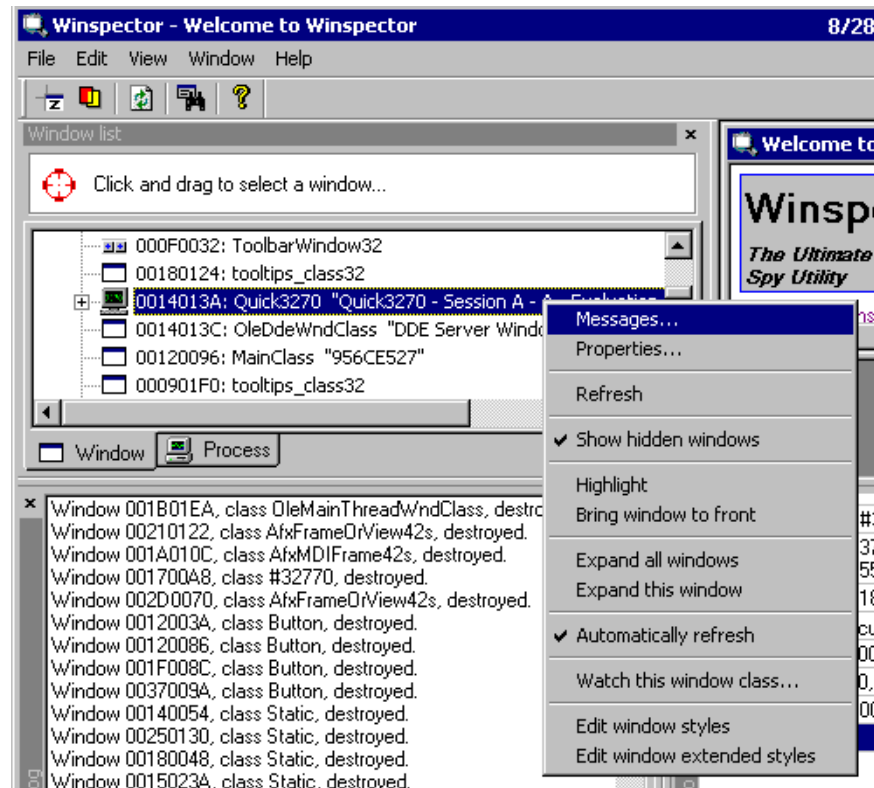 Winspector - Welcome to Winspector 8/28
File Edit View Window Help
Window list
Click and drag to select a window...
000F0032: ToolbarWindow32
00180124: tooltips_class32
0014013A: Quick3270 "Quick3270 - Session A - A - Evaluation
0014013C: OleDdeWndClass "DDE Server Windo
00120096: MainClass "956CE527"
000901F0: tooltips_class32
Window Process
Welcome to
Winspe
The Ultimate
Spy Utility
Messages...
Properties...
Refresh
Show hidden windows
Highlight
Bring window to front
Expand all windows
Expand this window
Automatically refresh
Watch this window class...
Edit window styles
Edit window extended styles
Window 001B01EA, class OleMainThreadWndClass, destro
Window 00210122, class AfxFrameOrView42s, destroyed.
Window 001A010C, class AfxMDIFrame42s, destroyed.
Window 001700A8, class #32770, destroyed.
Window 002D0070, class AfxFrameOrView42s, destroyed.
Window 0012003A, class Button, destroyed.
Window 00120086, class Button, destroyed.
Window 001F008C, class Button, destroyed.
Window 0037009A, class Button, destroyed.
Window 00140054, class Static, destroyed.
Window 00250130, class Static, destroyed.
Window 00180048, class Static, destroyed.
Window 0015023A, class Static, destroyed.